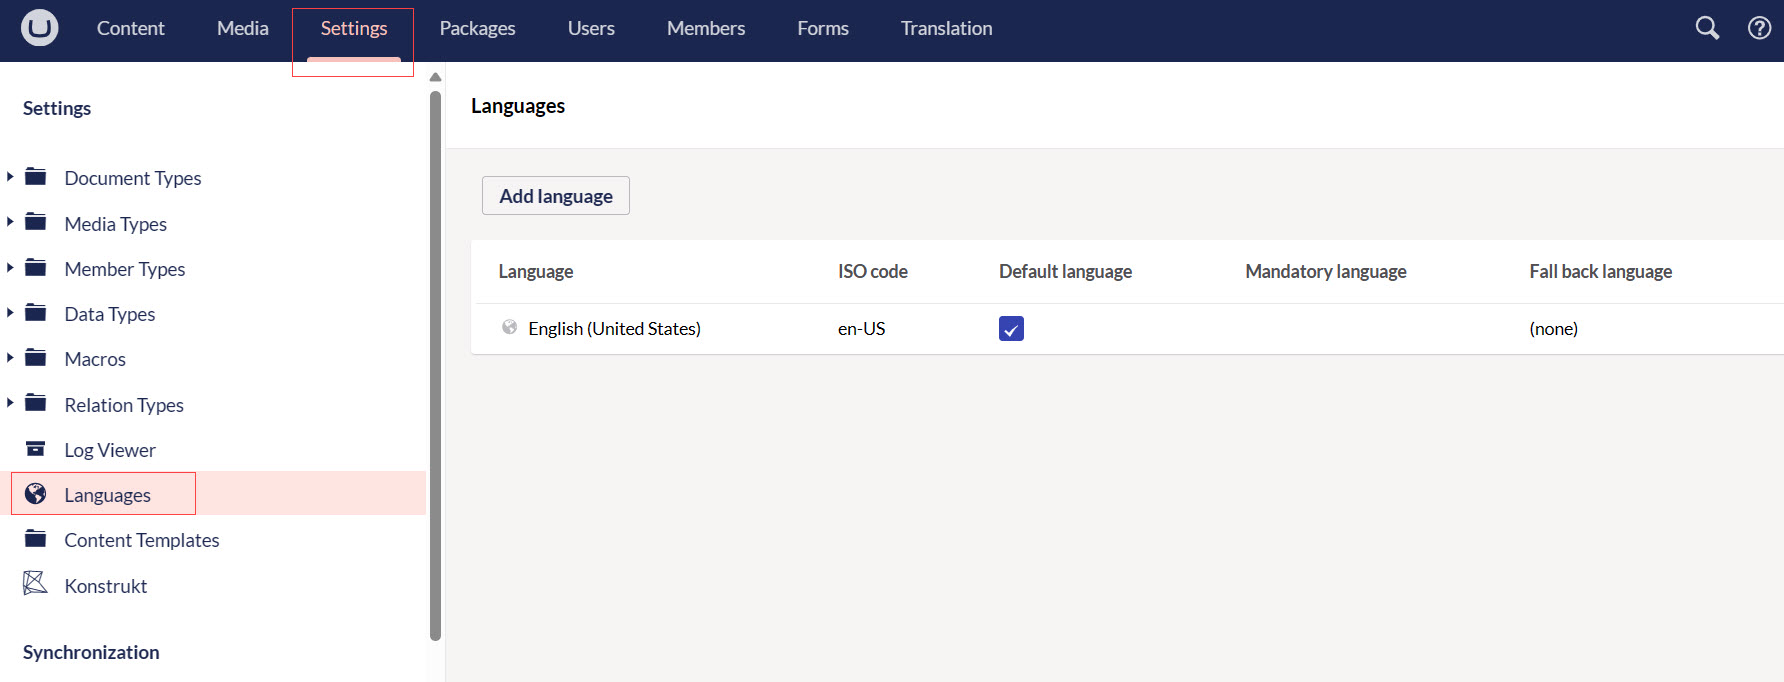 Content Media Settings Packages Users Members Forms Translation
Settings
Document Types
Media Types
Member Types
Data Types
Macros
Relation Types
Log Viewer
Languages
Content Templates
Konstrukt
Synchronization
Languages
Add language
Language ISO code Default language Mandatory language Fall back language
English (United States) en-US (none)